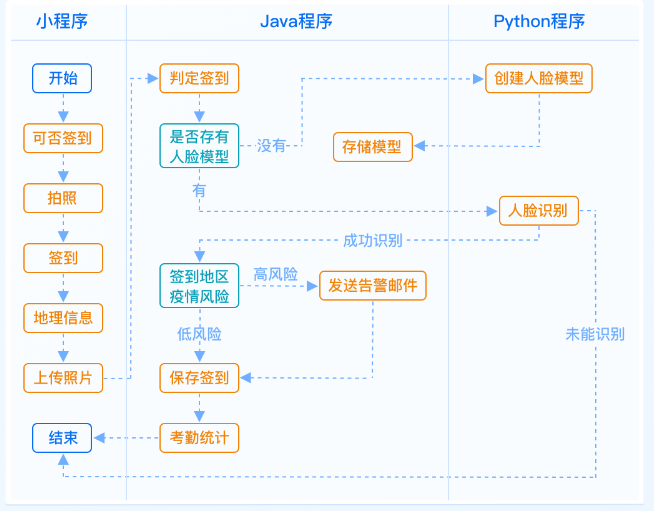 小程序
Java程序
Python程序
开始
判定签到
创建人脸模型
可否签到
是否存有
人脸模型
没有
存储模型
拍照
有
人脸识别
签到
成功识别
签到地区
疫情风险
高风险
发送告警邮件
地理信息
低风险
未能识别
上传照片
保存签到
结束
考勤统计